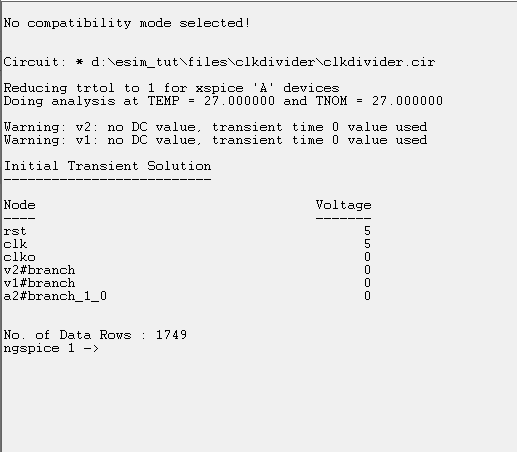 No compatibility mode selected!
Circuit: * d:\esim_tut\files\clkdivider\clkdivider.cir
Reducing trtol to 1 for xspice 'A' devices
Doing analysis at TEMP = 27.000000 and TNOM = 27.000000
Warning: v2: no DC value, transient time 0 value used
Warning: v1: no DC value, transient time 0 value used
Initial Transient Solution
--------------------------
Node Voltage
---- -------
rst 5
clk 5
clko 0
v2#branch 0
v1#branch 0
a2#branch_1_0 0
No. of Data Rows : 1749
ngspice 1 ->